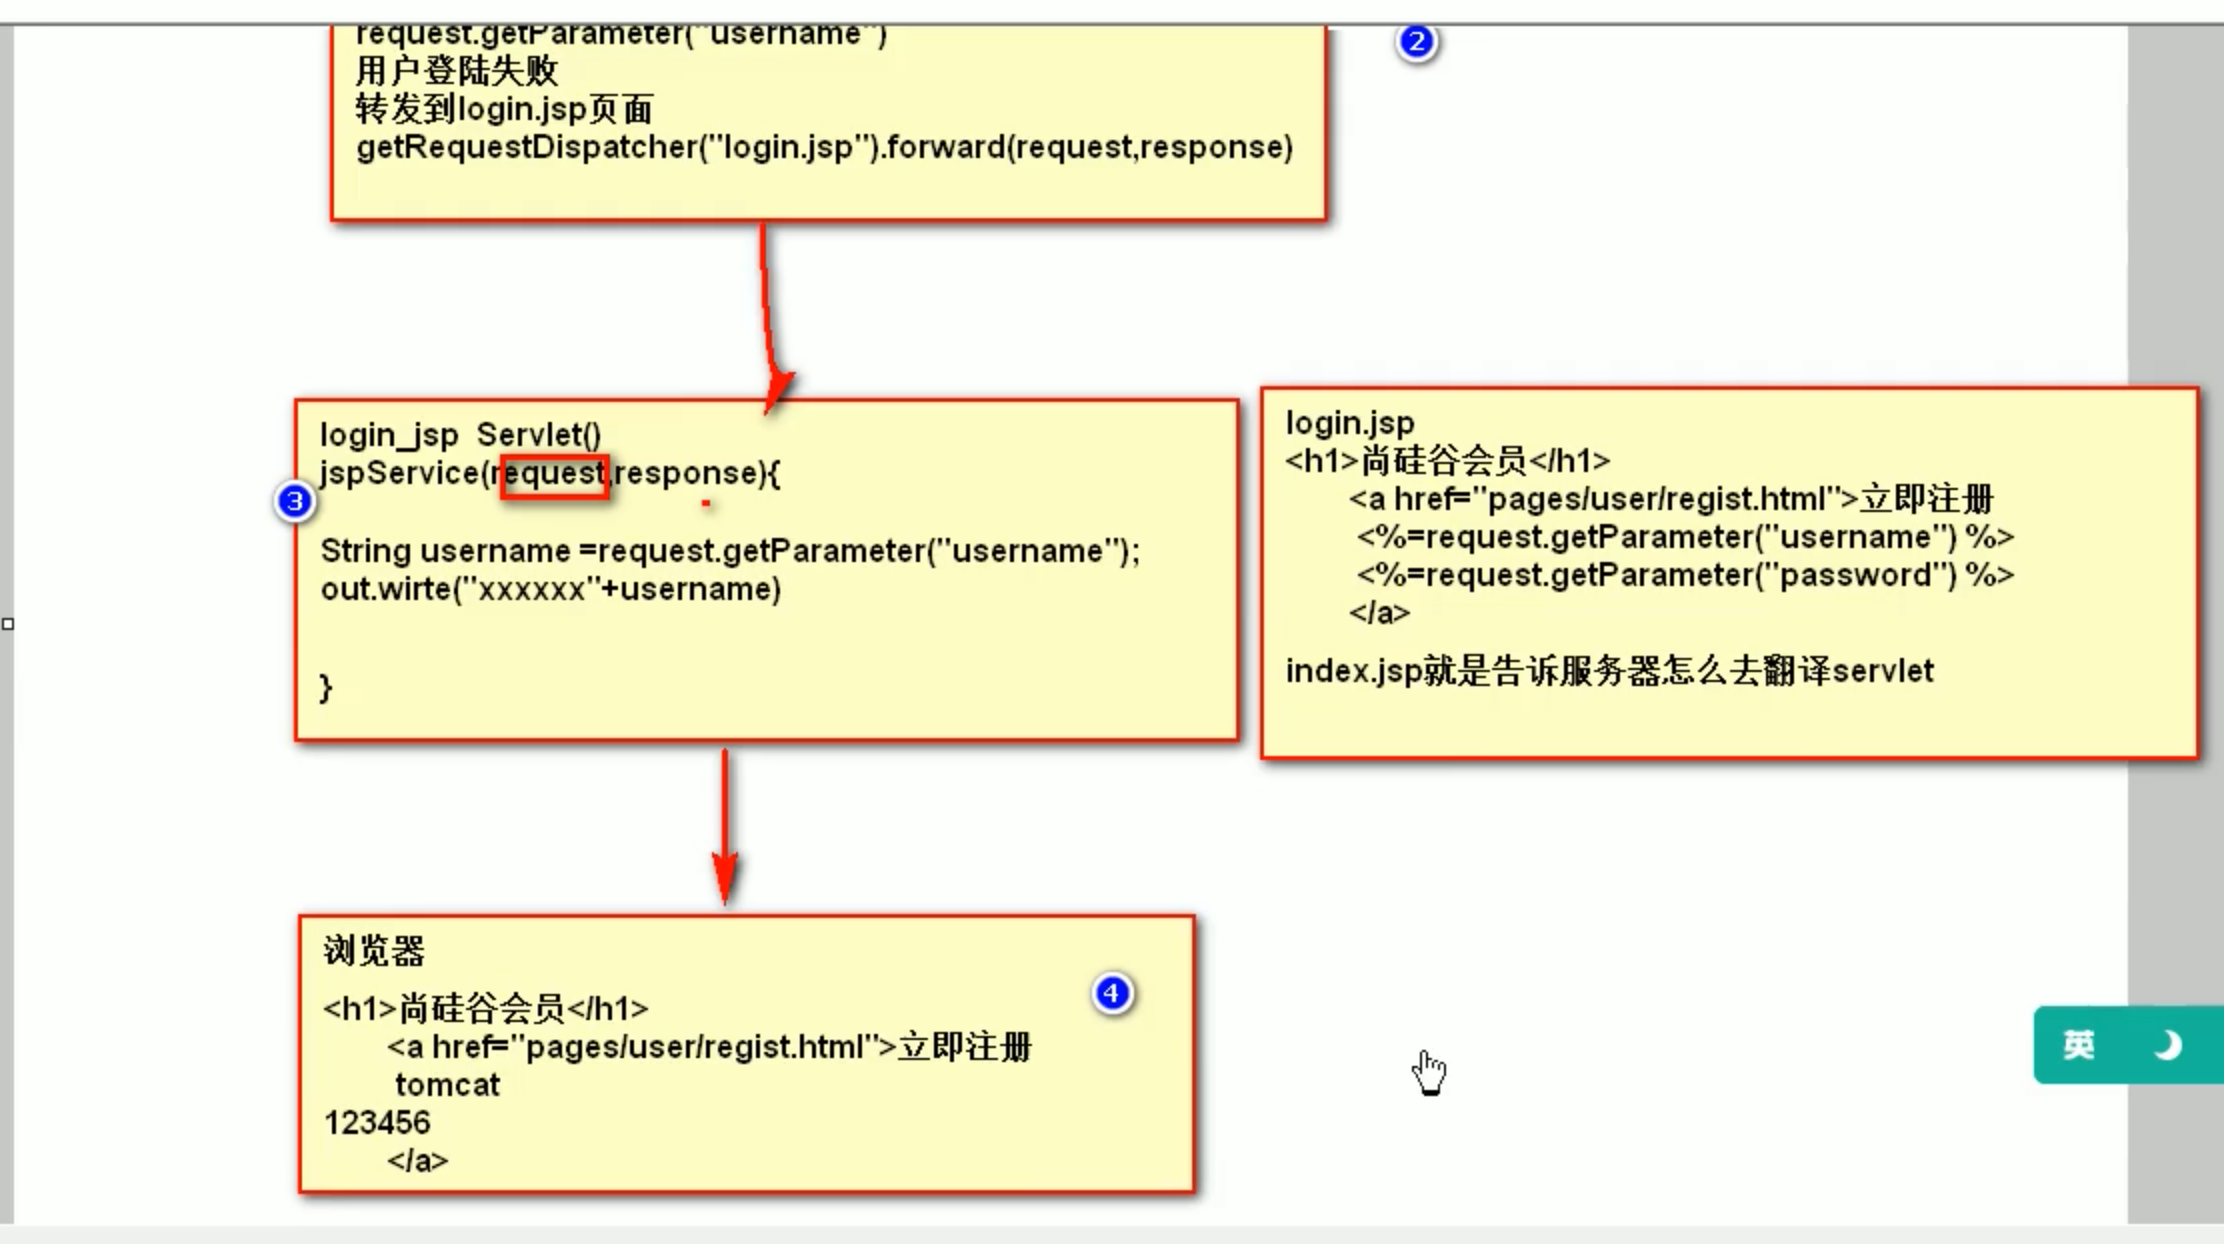 request.getParameter("username")
用户登陆失败
转发到login.jsp页面
getRequestDispatcher("login.jsp").forward(request,response)
2
login_jsp  Servlet()
jspService(request,response){
3
String username =request.getParameter("username");
out.wirte("xxxxxx"+username)
}
login.jsp
<h1>尚硅谷会员</h1>
<a href="pages/user/regist.html">立即注册
<%=request.getParameter("username") %>
<%=request.getParameter("password") %>
</a>
index.jsp就是告诉服务器怎么去翻译servlet
浏览器
4
<h1>尚硅谷会员</h1>
<a href="pages/user/regist.html">立即注册
tomcat
123456
</a>
英